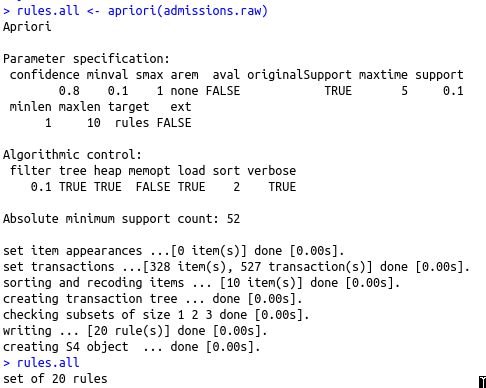 > rules.all <- apriori(admissions.raw)
Apriori

Parameter specification:
 confidence minval smax arem  aval originalSupport maxtime support
        0.8    0.1    1 none FALSE            TRUE       5     0.1
 minlen maxlen target   ext
      1     10  rules FALSE

Algorithmic control:
 filter tree heap memopt load sort verbose
    0.1 TRUE TRUE  FALSE TRUE    2    TRUE

Absolute minimum support count: 52

set item appearances ...[0 item(s)] done [0.00s].
set transactions ...[328 item(s), 527 transaction(s)] done [0.00s].
sorting and recoding items ... [10 item(s)] done [0.00s].
creating transaction tree ... done [0.00s].
checking subsets of size 1 2 3 done [0.00s].
writing ... [20 rule(s)] done [0.00s].
creating S4 object  ... done [0.00s].
> rules.all
set of 20 rules